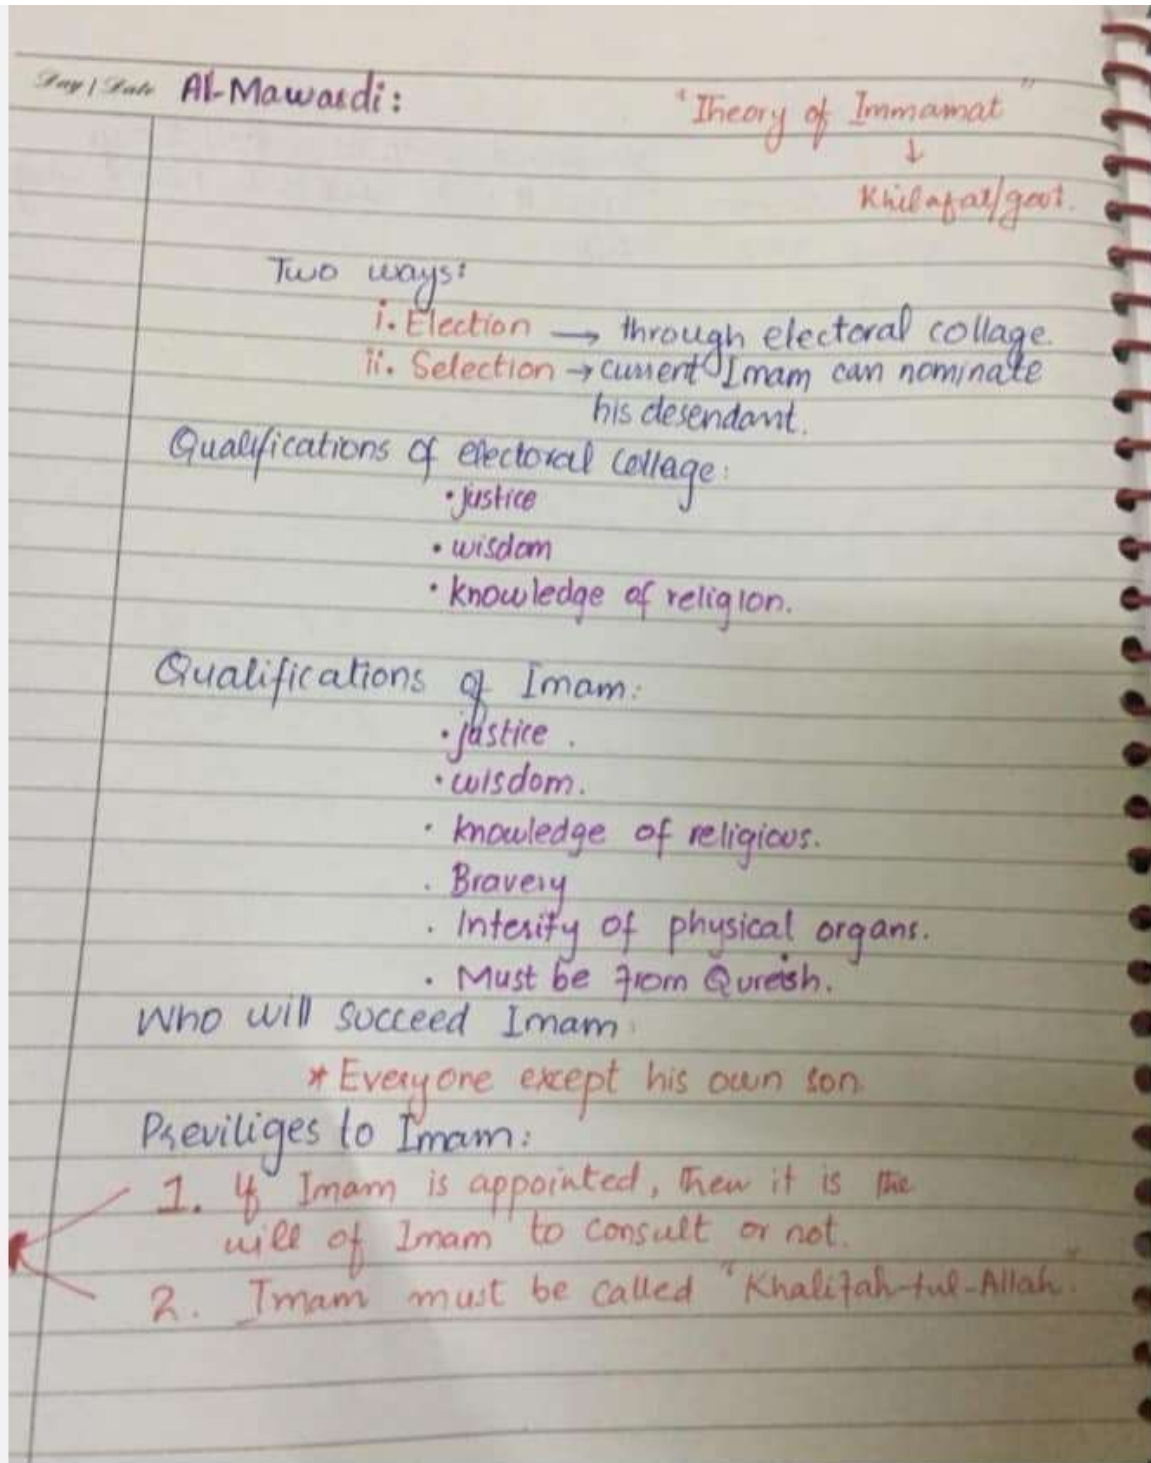 Day / Date Al-Mawardi:
"Theory of Immamat"
↓
Khilafat/govt.
Two ways:
i. Election → through electoral collage.
ii. Selection → current Imam can nominate
his desendant.
Qualifications of electoral collage:
• justice
• wisdom
• knowledge of religion.
Qualifications of Imam:
• justice.
• wisdom.
• knowledge of religious.
• Bravery
• Interity of physical organs.
• Must be from Qureish.
Who will succeed Imam:
* Everyone except his own son.
Previliges to Imam:
1. If Imam is appointed, then it is the
will of Imam to consult or not.
2. Imam must be called "Khalifah-tul-Allah."